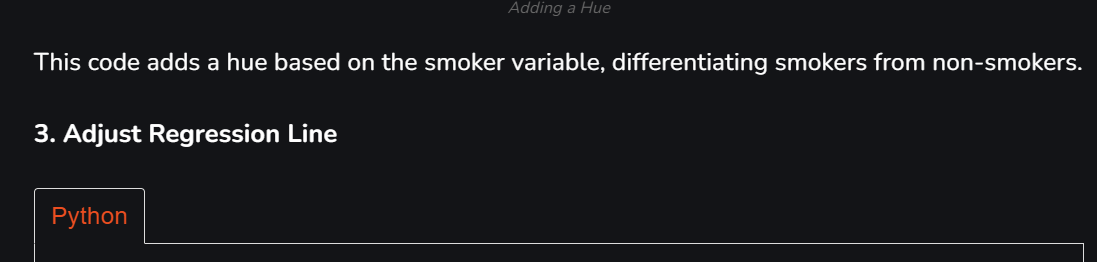 Adding a Hue
This code adds a hue based on the smoker variable, differentiating smokers from non-smokers.
3. Adjust Regression Line
Python